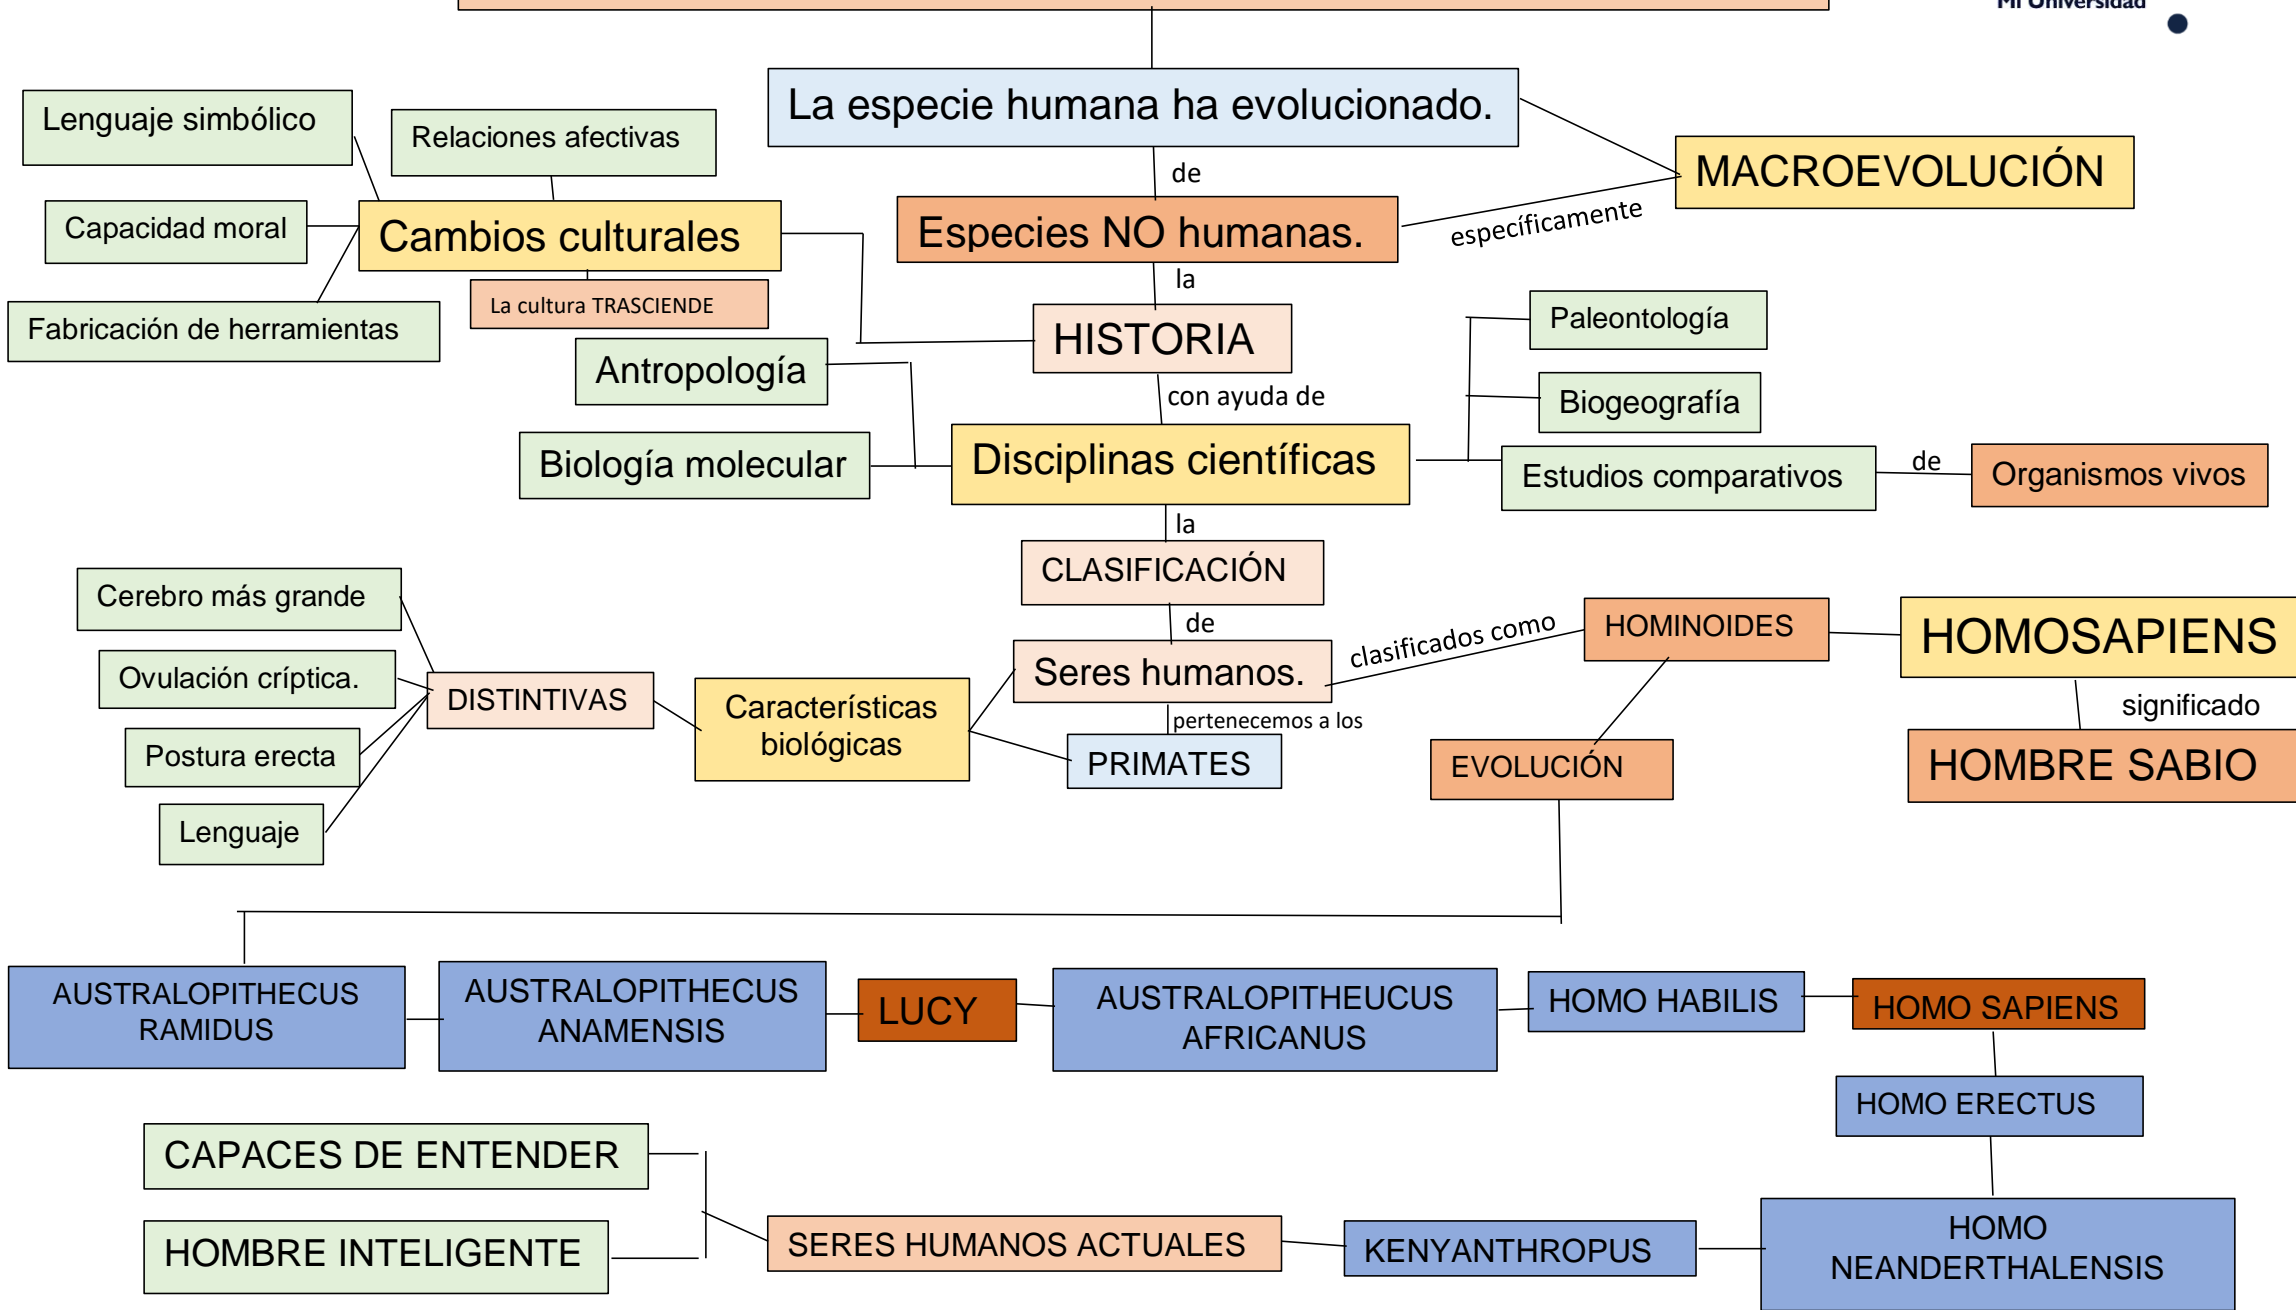 Mi Universidad
La especie humana ha evolucionado.
Lenguaje simbólico
Relaciones afectivas
de
MACROEVOLUCIÓN
Capacidad moral
Cambios culturales
Especies NO humanas.
específicamente
la
La cultura TRASCIENDE
Fabricación de herramientas
HISTORIA
Paleontología
Antropología
con ayuda de
Biogeografía
Biología molecular
Disciplinas científicas
Estudios comparativos
de
Organismos vivos
la
CLASIFICACIÓN
Cerebro más grande
de
clasificados como
HOMINOIDES
HOMOSAPIENS
Ovulación críptica.
DISTINTIVAS
Características
biológicas
Seres humanos.
significado
pertenecemos a los
Postura erecta
PRIMATES
EVOLUCIÓN
HOMBRE SABIO
Lenguaje
AUSTRALOPITHECUS
RAMIDUS
AUSTRALOPITHECUS
ANAMENSIS
LUCY
AUSTRALOPITHEUCUS
AFRICANUS
HOMO HABILIS
HOMO SAPIENS
HOMO ERECTUS
CAPACES DE ENTENDER
HOMBRE INTELIGENTE
SERES HUMANOS ACTUALES
KENYANTHROPUS
HOMO
NEANDERTHALENSIS